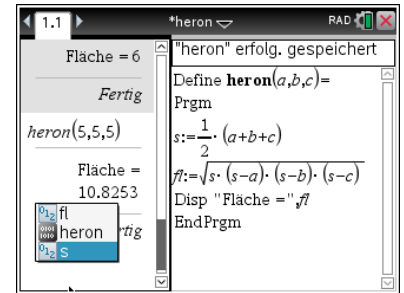 1.1 *heron RAD
Fläche =6
Fertig
heron(5,5,5)
Fläche =
10.8253
fl
heron
s
rtig
"heron" erfolg. gespeichert
Define heron(a,b,c)=
Prgm
s:=1/2· (a+b+c)
fl:=√s· (s−a)· (s−b)· (s−c)
Disp "Fläche =",fl
EndPrgm